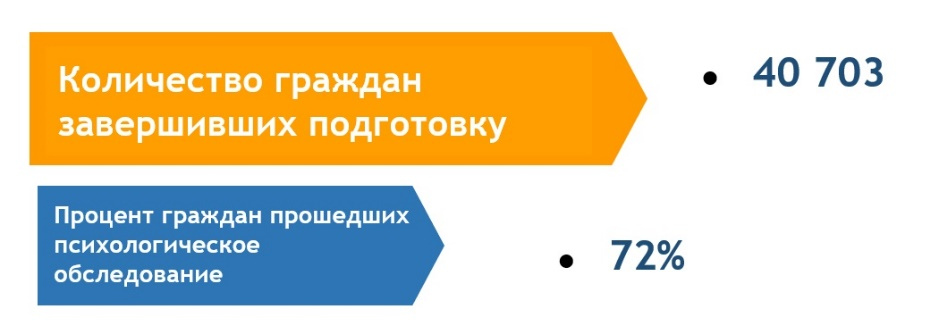 Количество граждан
завершивших подготовку
• 40 703
Процент граждан прошедших
психологическое
обследование
• 72%